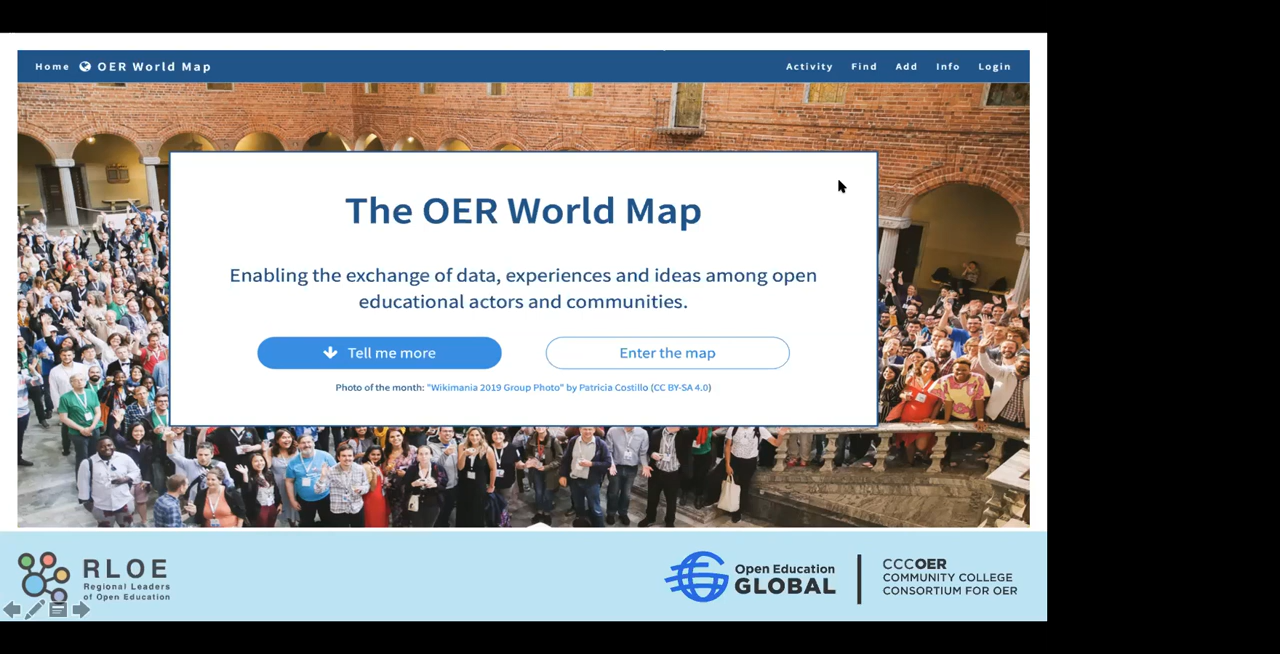 Home OER World Map Activity Find Add Info Login
The OER World Map
Enabling the exchange of data, experiences and ideas among open
educational actors and communities.
Tell me more Enter the map
Photo of the month: "Wikimania 2019 Group Photo" by Patricia Costillo (CC BY-SA 4.0)
RLOE
Regional Leaders
of Open Education
Open Education
GLOBAL
CCCOER
COMMUNITY COLLEGE
CONSORTIUM FOR OER